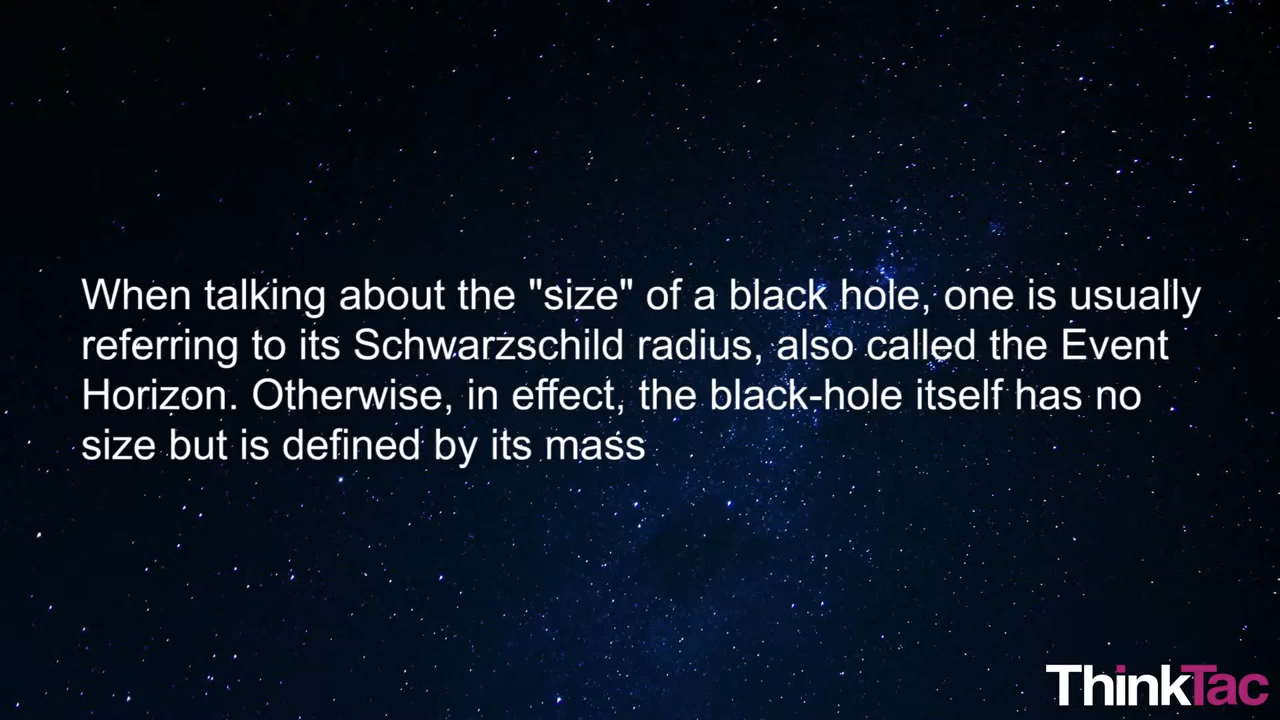 When talking about the "size" of a black hole, one is usually
referring to its Schwarzschild radius, also called the Event
Horizon. Otherwise, in effect, the black-hole itself has no
size but is defined by its mass
ThinkTac